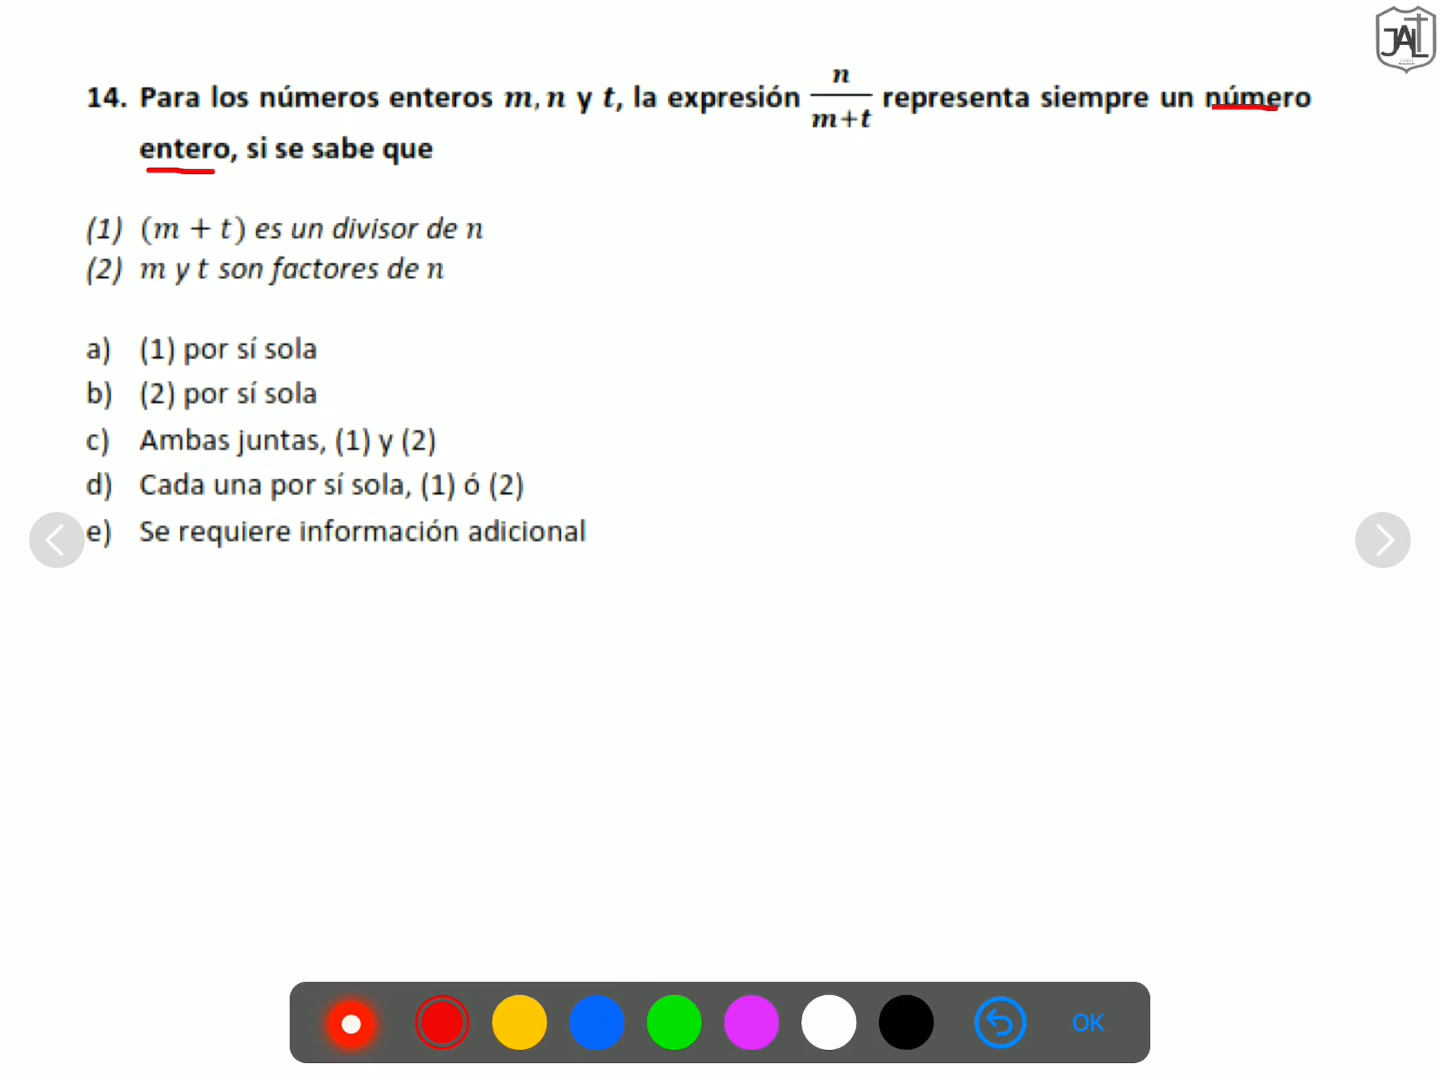 JALT
14. Para los números enteros m, n y t, la expresión n/(m+t) representa siempre un número
entero, si se sabe que
(1) (m + t) es un divisor de n
(2) m y t son factores de n
a) (1) por sí sola
b) (2) por sí sola
c) Ambas juntas, (1) y (2)
d) Cada una por sí sola, (1) ó (2)
e) Se requiere información adicional
OK